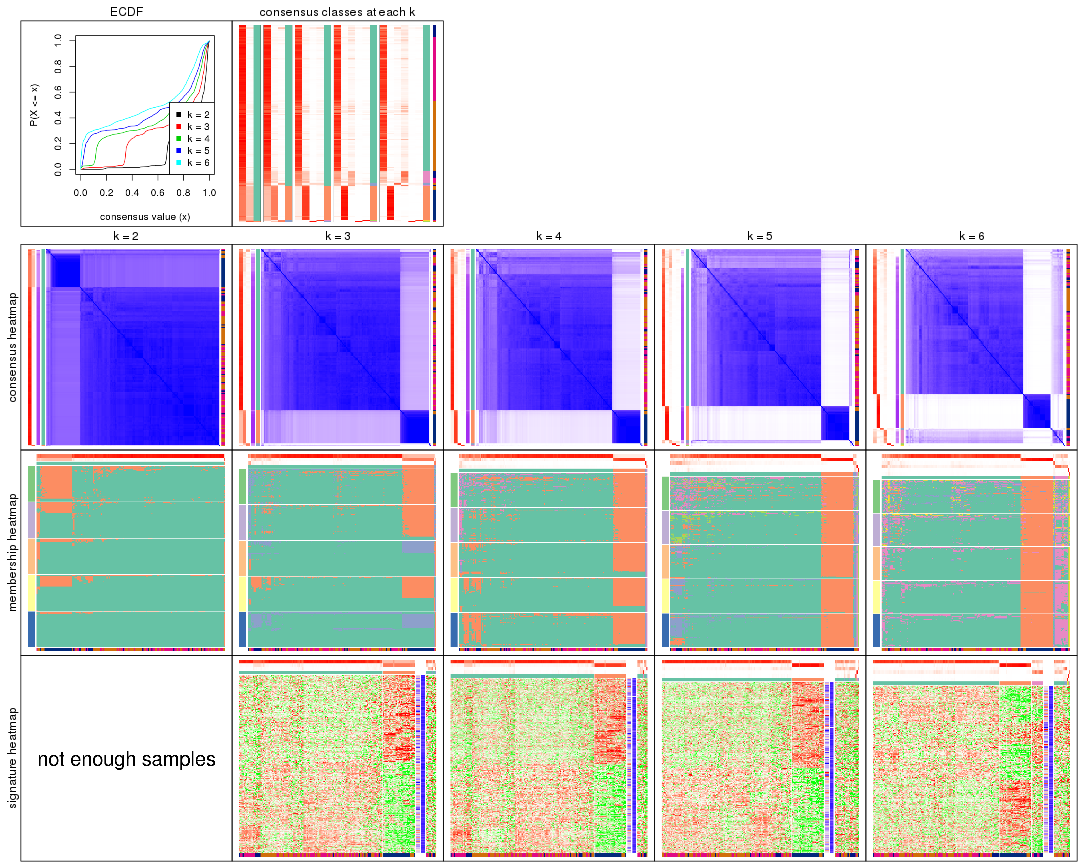 ECDF
consensus classes at each k
P(X <= x)
1.0
0.8
0.6
0.4
0.2
0.0
k = 2
k = 3
k = 4
k = 5
k = 6
0.0 0.2 0.4 0.6 0.8 1.0
consensus value (x)
k = 2
k = 3
k = 4
k = 5
k = 6
consensus heatmap
membership heatmap
signature heatmap
not enough samples